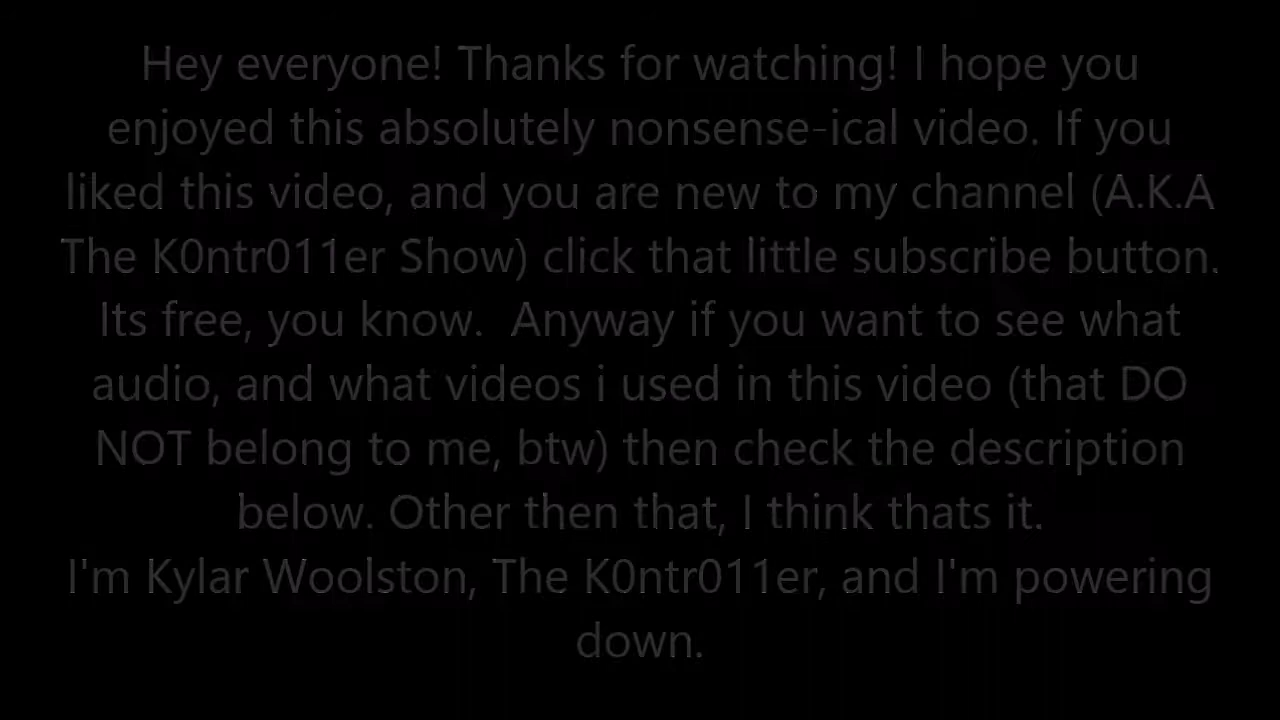 Hey everyone! Thanks for watching! I hope you
enjoyed this absolutely nonsense-ical video. If you
liked this video, and you are new to my channel (A.K.A
The K0ntr011er Show) click that little subscribe button.
Its free, you know.  Anyway if you want to see what
audio, and what videos i used in this video (that DO
NOT belong to me, btw) then check the description
below. Other then that, I think thats it.
I'm Kylar Woolston, The K0ntr011er, and I'm powering
down.